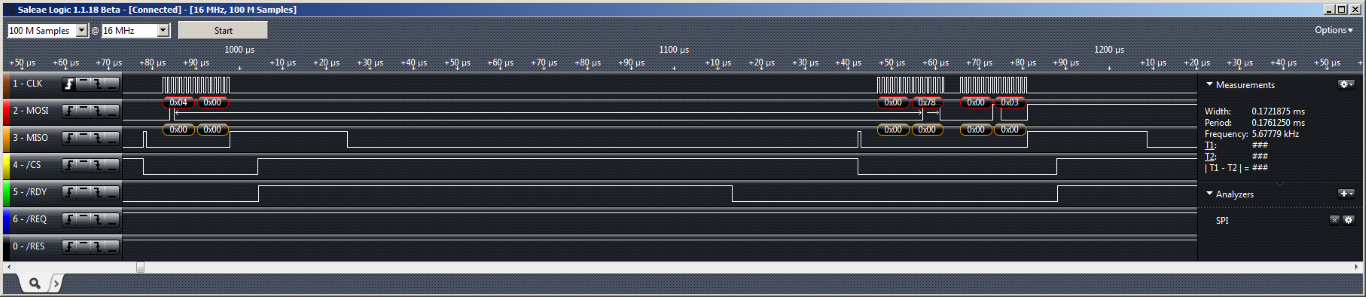 Saleae Logic 1.1.18 Beta - [Connected] - [16 MHz, 100 M Samples]
100 M Samples @ 16 MHz Start Options
1000 µs 1100 µs 1200 µs
+50 µs +60 µs +70 µs +80 µs +90 µs +10 µs +20 µs +30 µs +40 µs +50 µs +60 µs +70 µs +80 µs +90 µs +10 µs +20 µs +30 µs +40 µs +50 µs +60 µs +70 µs +80 µs +90 µs +10 µs +20 µs +30 µs +40 µs +50 µs
1 - CLK
0x04 0x00 0x00 0x78 0x00 0x03
2 - MOSI
0x00 0x00 0x00 0x00 0x00 0x00
3 - MISO
4 - /CS
5 - /RDY
6 - /REQ
0 - /RES
Measurements
Width: 0.1721875 ms
Period: 0.1761250 ms
Frequency: 5.67779 kHz
T1: ###
T2: ###
| T1 - T2 | = ###
Analyzers
SPI